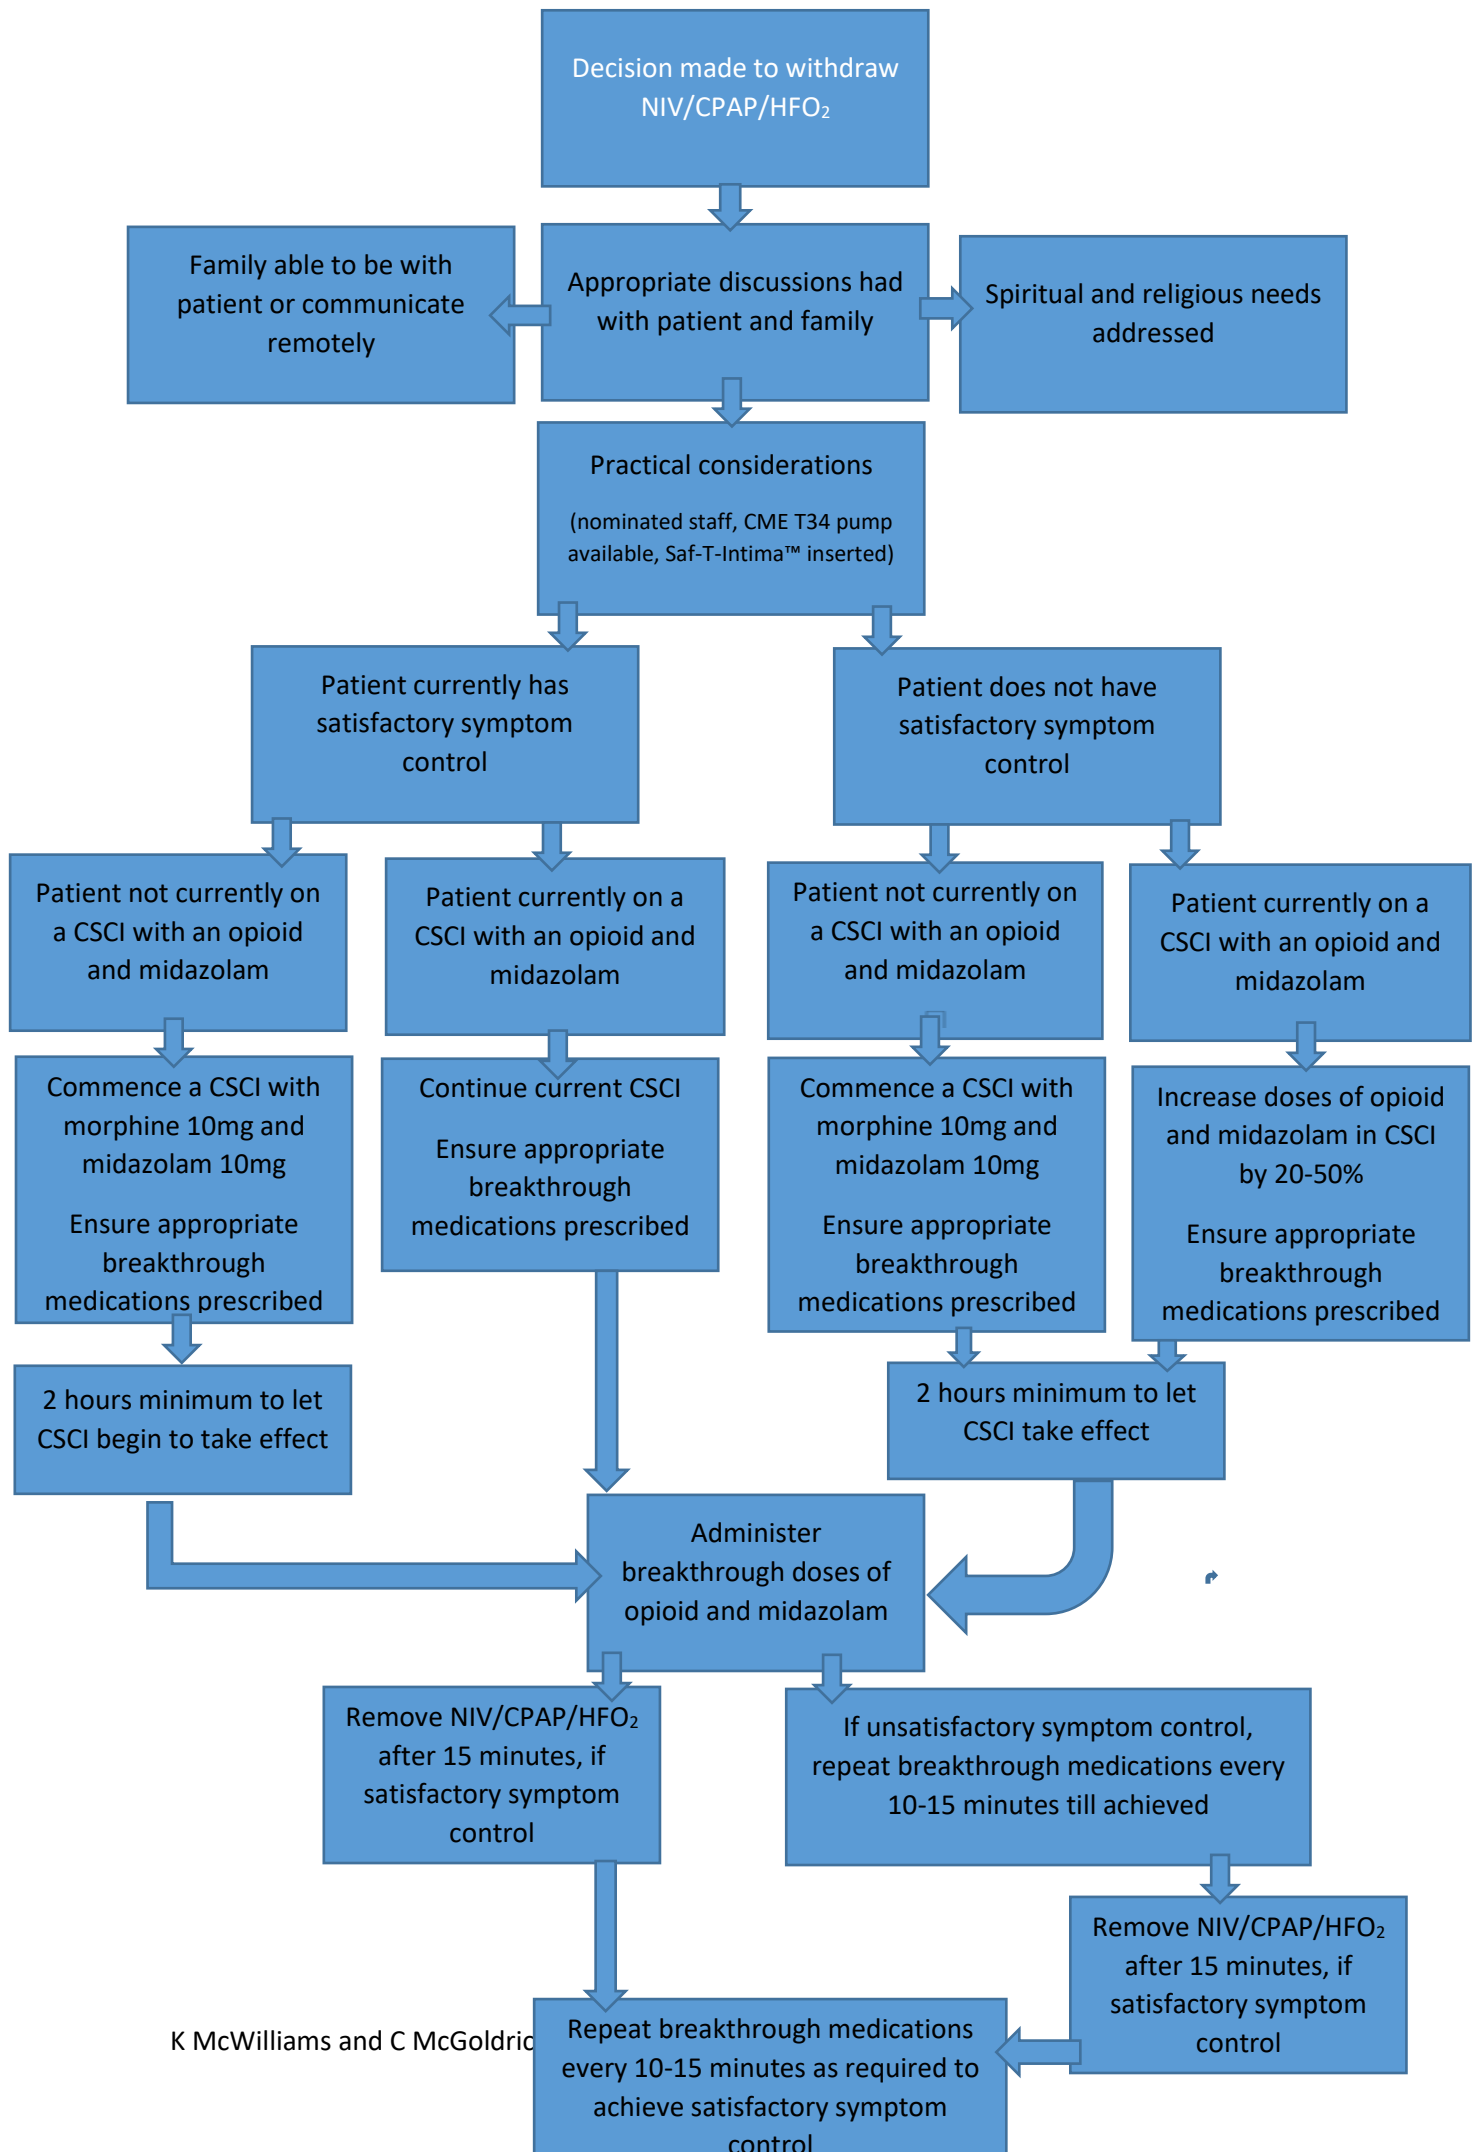 Decision made to withdraw
NIV/CPAP/HFO₂
Family able to be with
patient or communicate
remotely
Appropriate discussions had
with patient and family
Spiritual and religious needs
addressed
Practical considerations
(nominated staff, CME T34 pump
available, Saf-T-Intima™ inserted)
Patient currently has
satisfactory symptom
control
Patient does not have
satisfactory symptom
control
Patient not currently on
a CSCI with an opioid
and midazolam
Patient currently on a
CSCI with an opioid and
midazolam
Patient not currently on
a CSCI with an opioid
and midazolam
Patient currently on a
CSCI with an opioid and
midazolam
Commence a CSCI with
morphine 10mg and
midazolam 10mg
Ensure appropriate
breakthrough
medications prescribed
Continue current CSCI
Ensure appropriate
breakthrough
medications prescribed
Commence a CSCI with
morphine 10mg and
midazolam 10mg
Ensure appropriate
breakthrough
medications prescribed
Increase doses of opioid
and midazolam in CSCI
by 20-50%
Ensure appropriate
breakthrough
medications prescribed
2 hours minimum to let
CSCI begin to take effect
2 hours minimum to let
CSCI take effect
Administer
breakthrough doses of
opioid and midazolam
Remove NIV/CPAP/HFO₂
after 15 minutes, if
satisfactory symptom
control
If unsatisfactory symptom control,
repeat breakthrough medications every
10-15 minutes till achieved
Remove NIV/CPAP/HFO₂
after 15 minutes, if
satisfactory symptom
control
K McWilliams and C McGoldric
Repeat breakthrough medications
every 10-15 minutes as required to
achieve satisfactory symptom
control